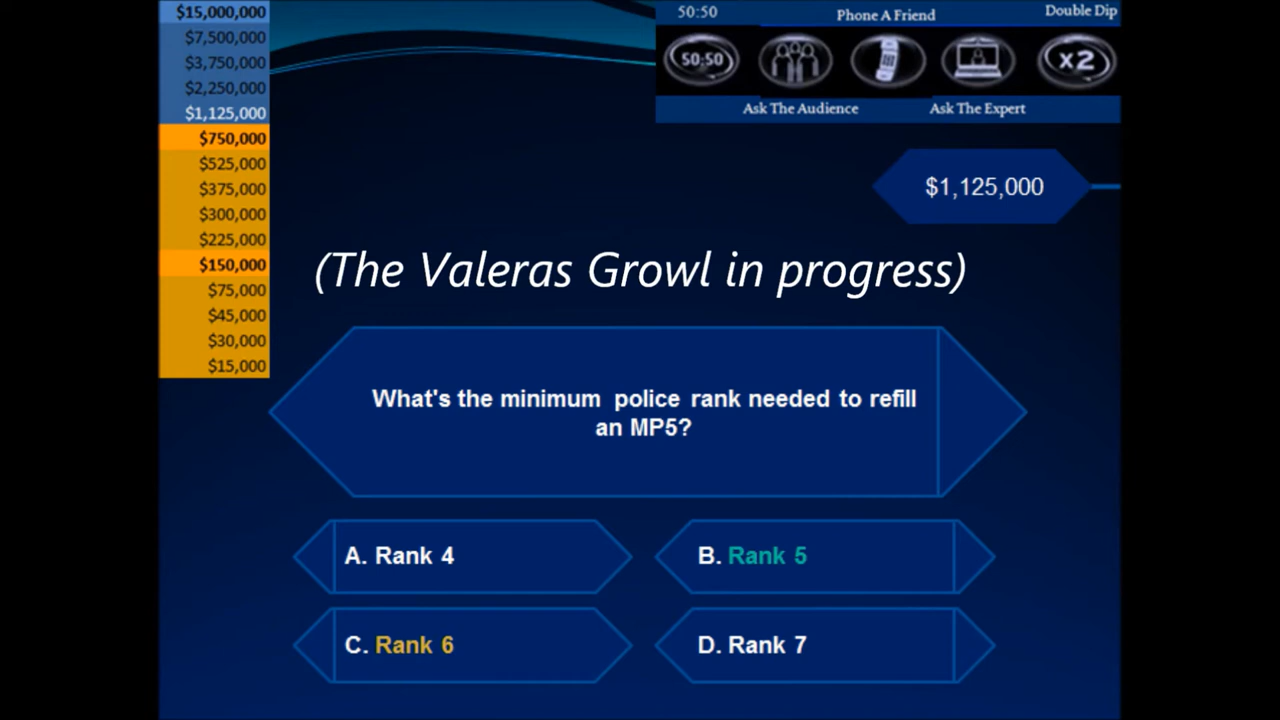 $15,000,000
$7,500,000
$3,750,000
$2,250,000
$1,125,000
$750,000
$525,000
$375,000
$300,000
$225,000
$150,000
$75,000
$45,000
$30,000
$15,000
50:50 Phone A Friend Double Dip
50:50 x2
Ask The Audience Ask The Expert
$1,125,000
(The Valeras Growl in progress)
What's the minimum police rank needed to refill
an MP5?
A. Rank 4 B. Rank 5
C. Rank 6 D. Rank 7